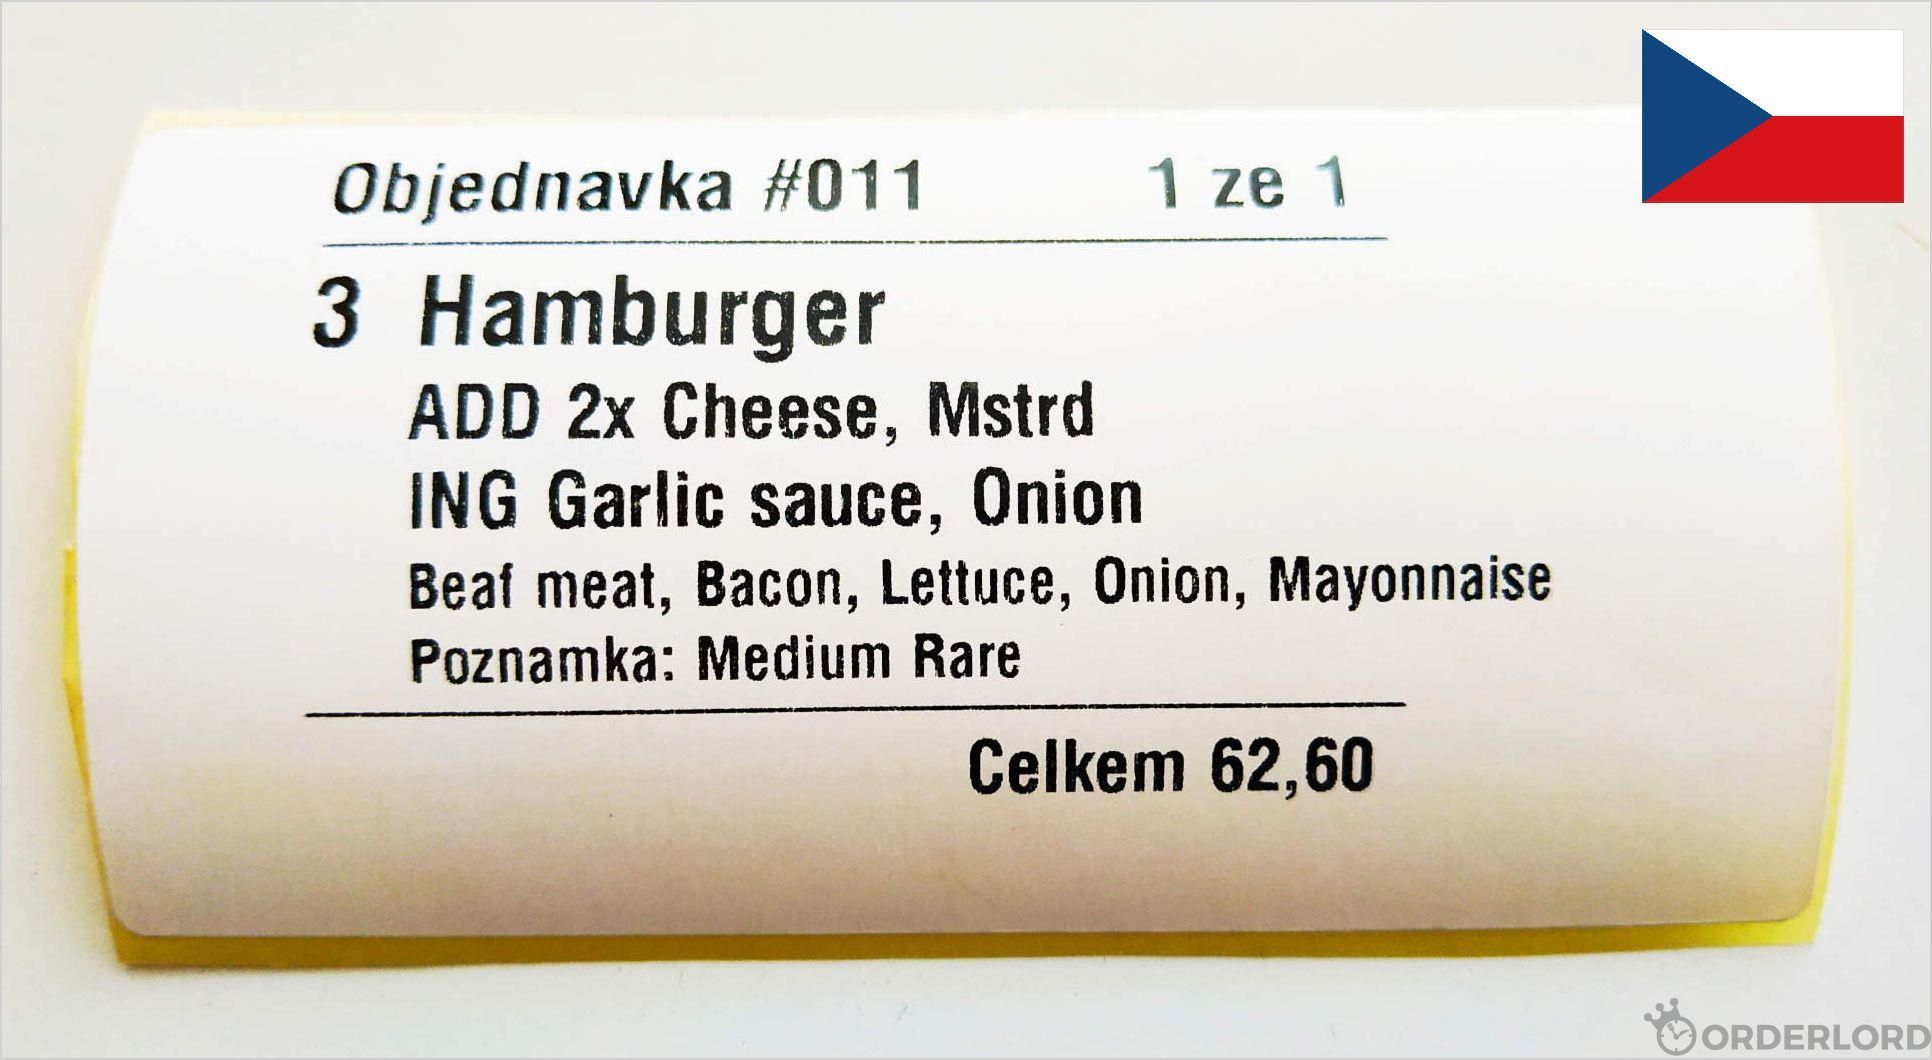 Objednavka #011 1 ze 1
3 Hamburger
ADD 2x Cheese, Mstrd
ING Garlic sauce, Onion
Beaf meat, Bacon, Lettuce, Onion, Mayonnaise
Poznamka: Medium Rare
Celkem 62,60
ORDERLORD